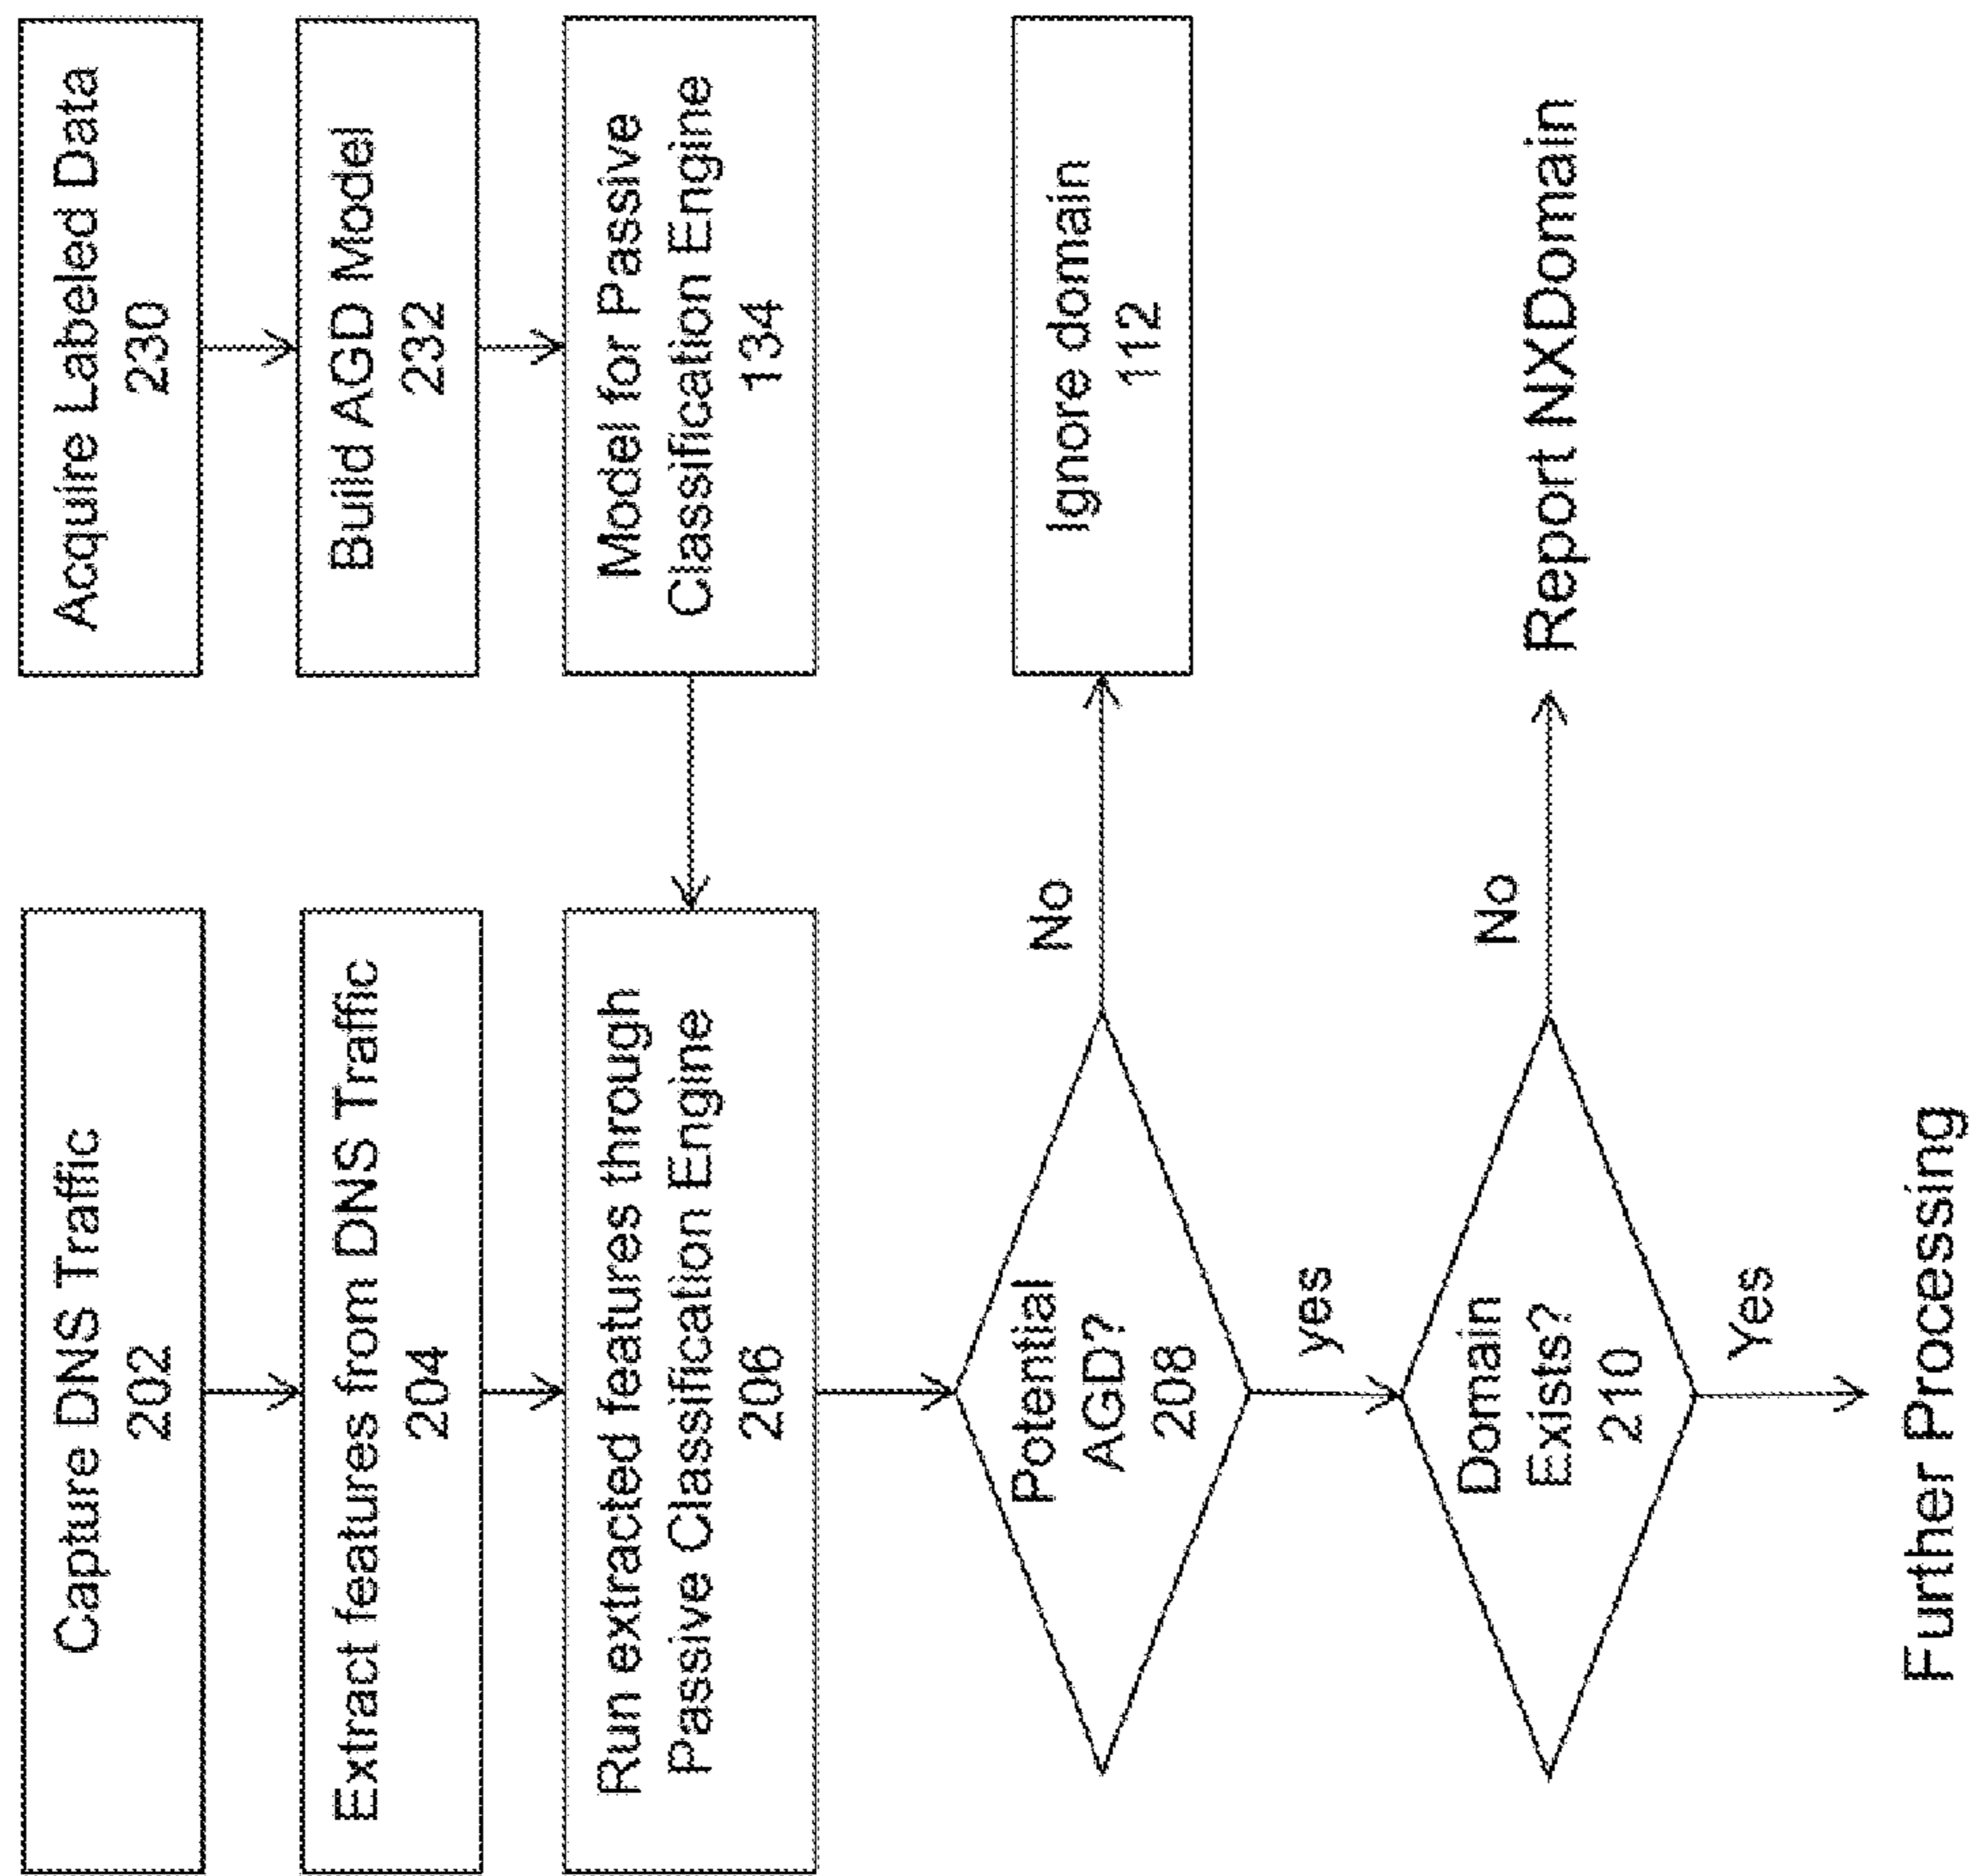 Capture DNS Traffic
202
Extract features from DNS Traffic
204
Run extracted features through
Passive Classification Engine
206
Potential
AGD?
208
No
yes
Domain
Exists?
210
No
Yes
Further Processing
Acquire Labeled Data
230
Build AGD Model
232
Model for Passive
Classification Engine
134
Ignore domain
112
Report NXDomain